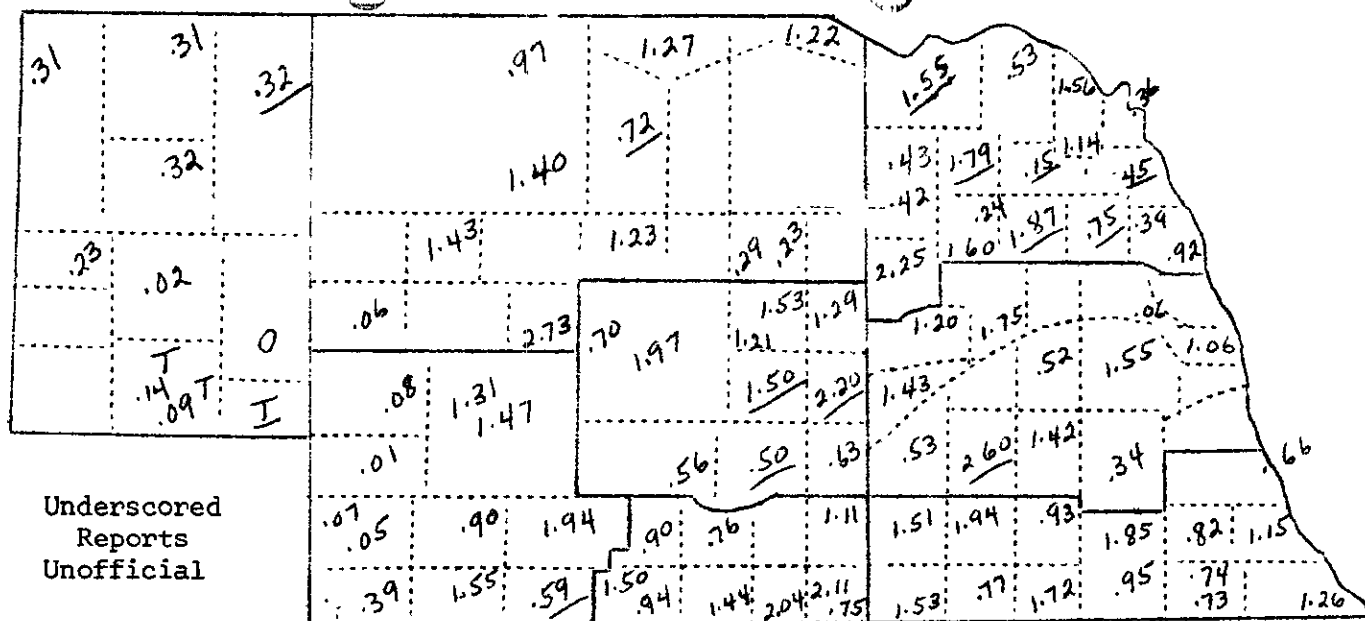 .31 .31 .32 .97 1.27 1.22 1.55 .53 1.56 .36
.32 1.40 .72 .43 1.79 .15 1.14 .45
.42 .24 1.87 .75 .39
.23 .02 1.43 1.23 .29 .23 2.25 1.60 .92
.06 2.73 .70 1.97 1.53 1.29 1.20 1.75 .06
T 0 1.21 .52 1.55 1.06
.14 .09T I .08 1.31 1.50 2.20 1.43
1.47
.01 .56 .50 .63 .53 2.60 1.42 .34 .66
Underscored
Reports
Unofficial
.07 .05 .90 1.94 .90 .76 1.11 1.51 1.94 .93 1.85 .82 1.15
.39 1.55 .59 1.50 .94 1.44 2.04 2.11 .75 1.53 .77 1.72 .95 .74 .73 1.26